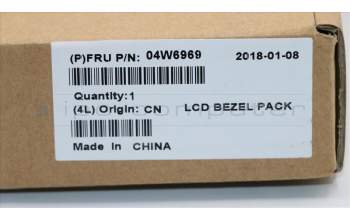 (P)FRU P/N: 04W6969 2018-01-08
Quantity:1
(4L) Origin: CN LCD BEZEL PACK
Made In CHINA